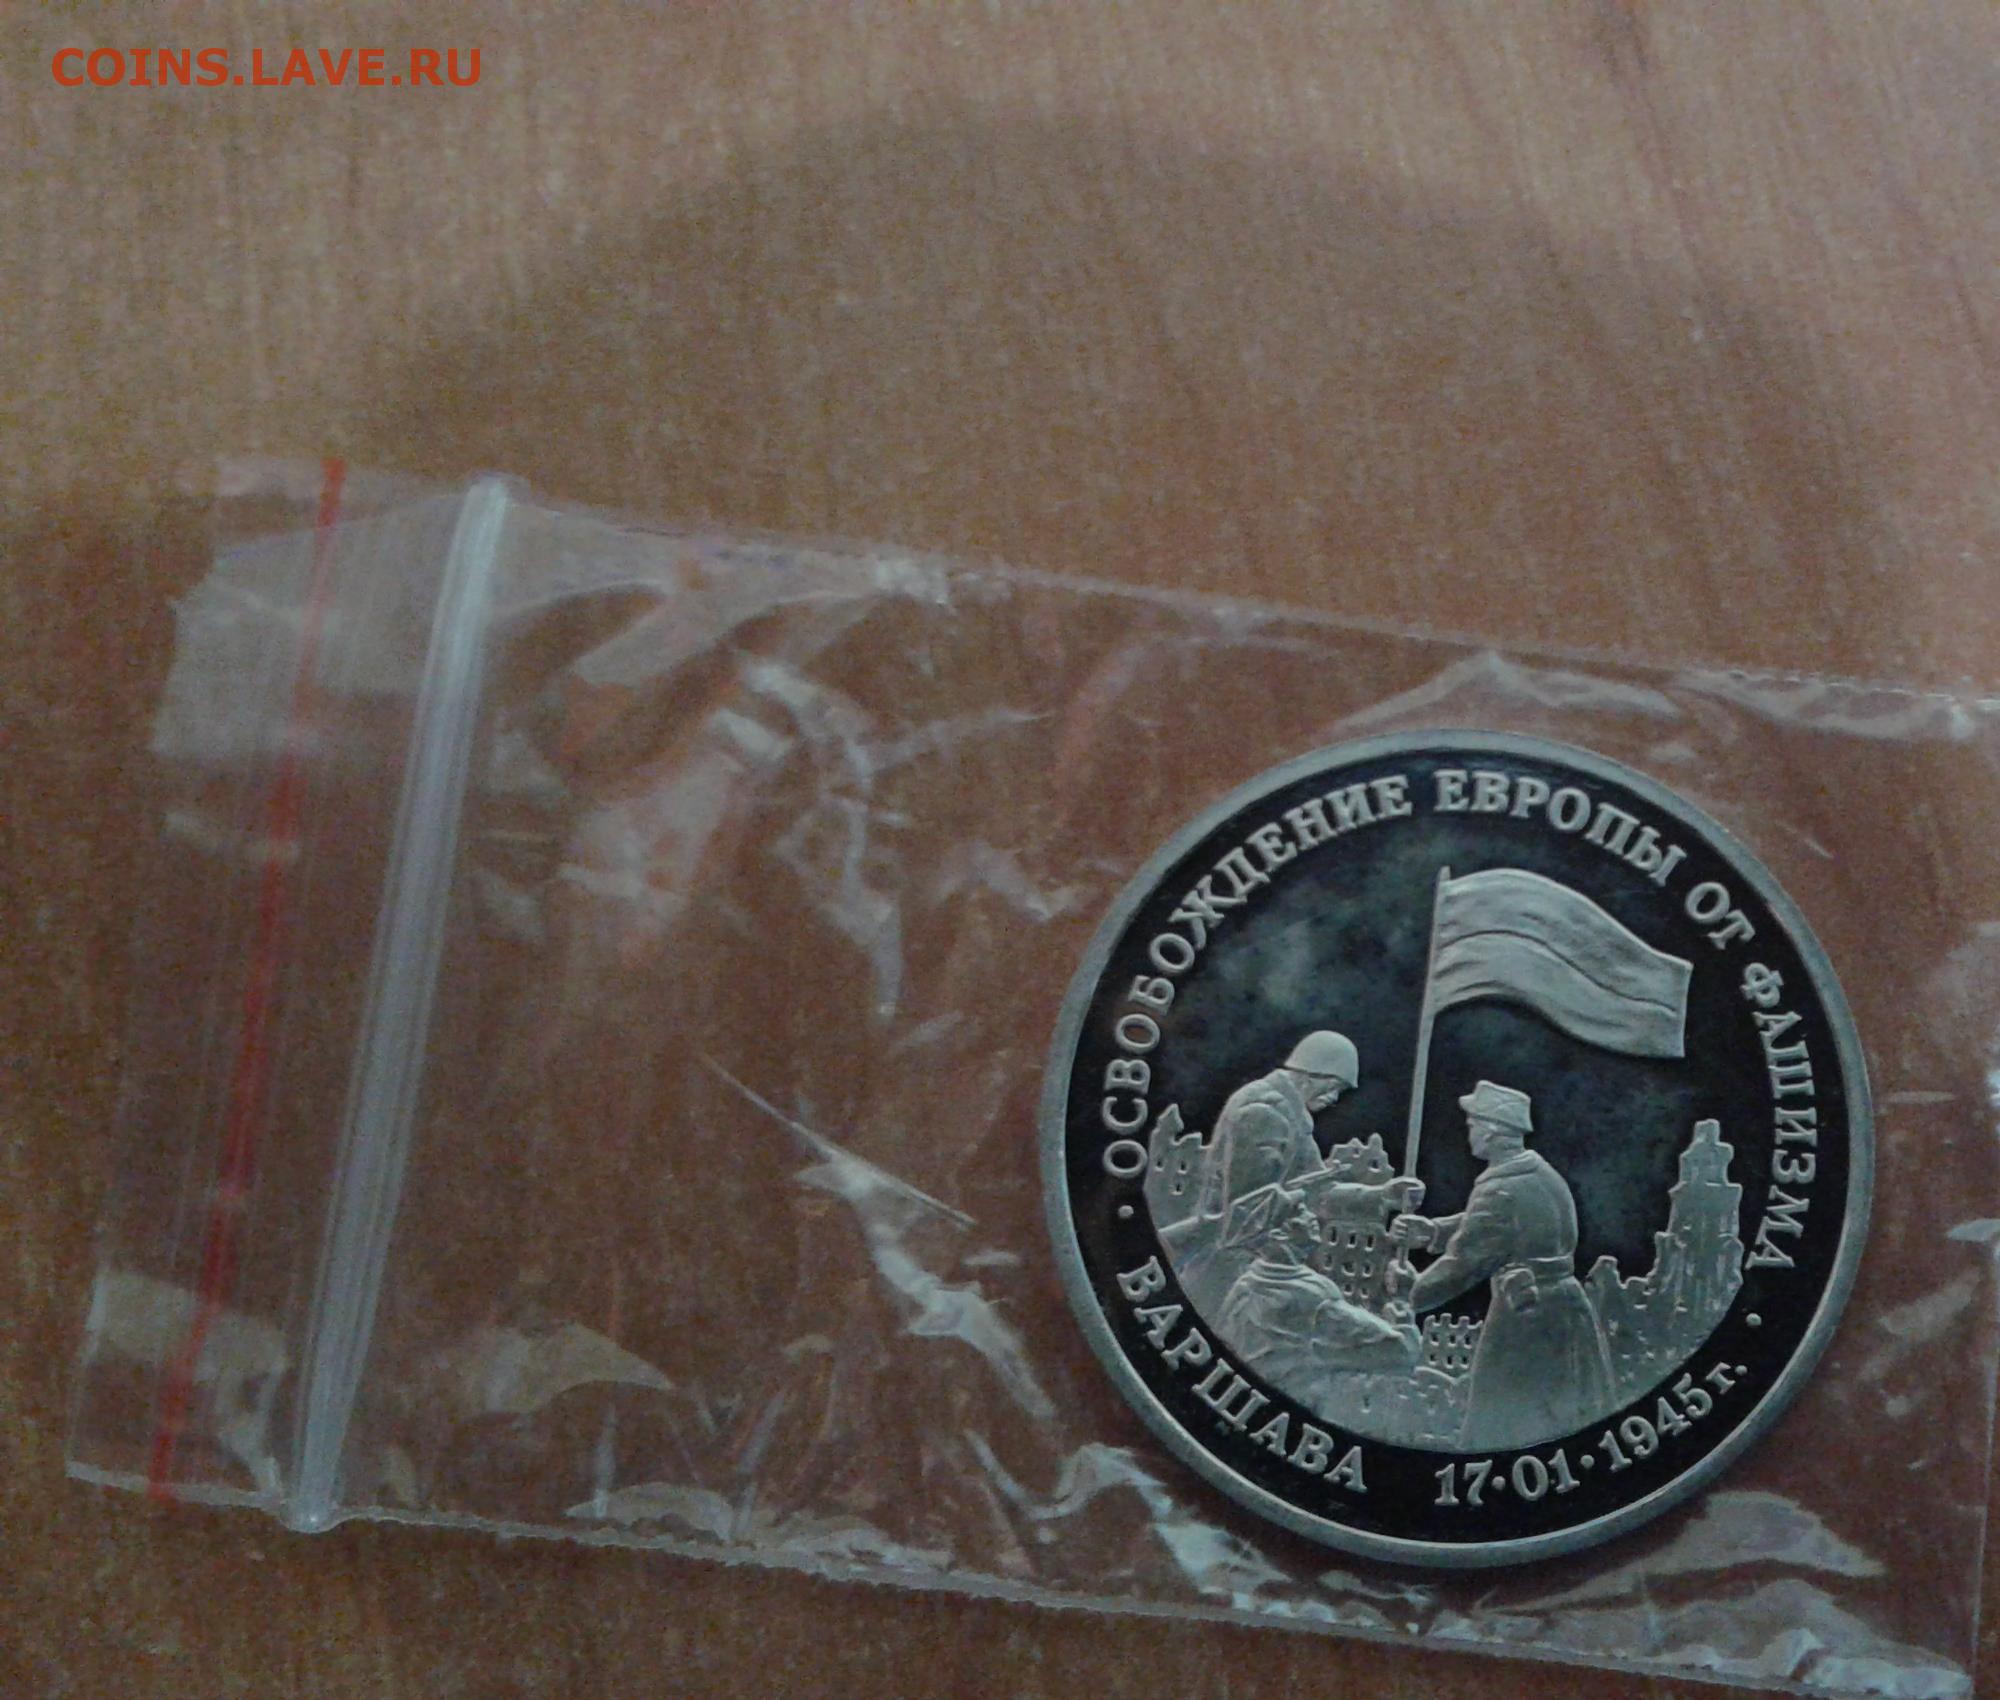 COINS.LAVE.RU
ОСВОБОЖДЕНИЕ ЕВРОПЫ ОТ ФАШИЗМА
ВАРШАВА 17·01·1945г.